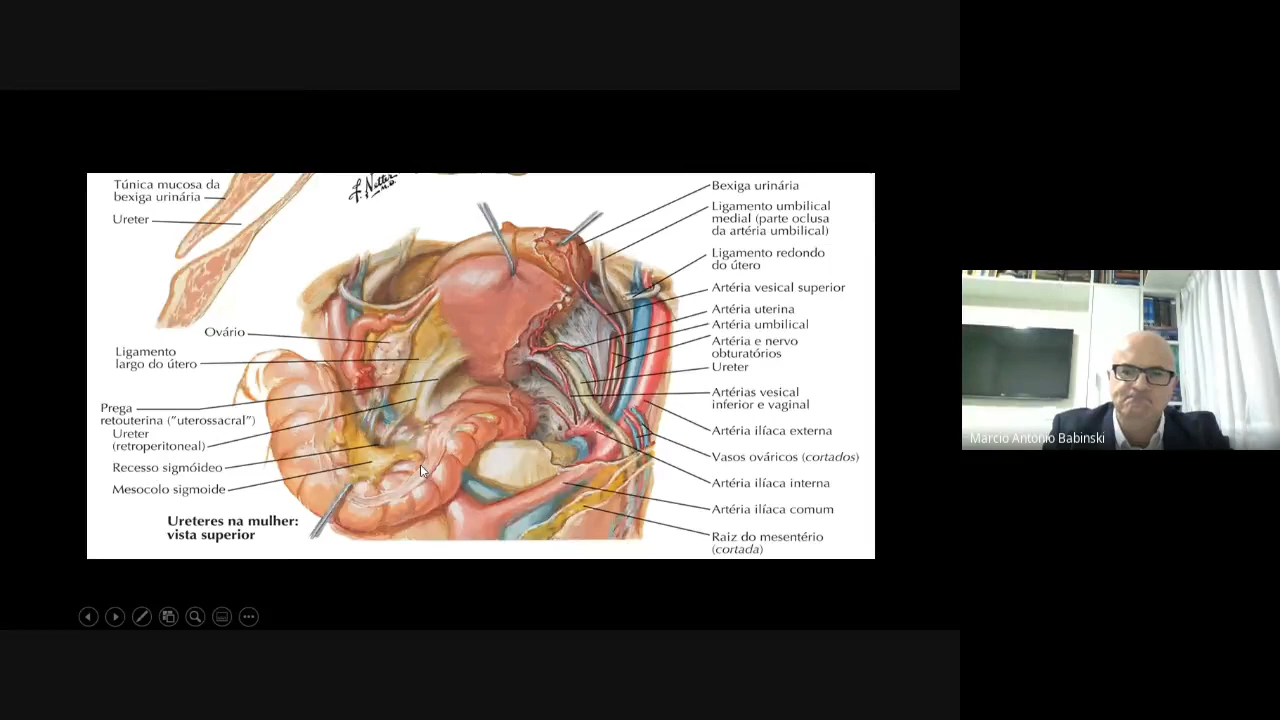 Túnica mucosa da
bexiga urinária
Ureter
F. Netter
M.D.
Ovário
Ligamento
largo do útero
Prega
retouterina ("uterossacral")
Ureter
(retroperitoneal)
Recesso sigmóideo
Mesocolo sigmoide
Ureteres na mulher:
vista superior
Bexiga urinária
Ligamento umbilical
medial (parte oclusa
da artéria umbilical)
Ligamento redondo
do útero
Artéria vesical superior
Artéria uterina
Artéria umbilical
Artéria e nervo
obturatórios
Ureter
Artérias vesical
inferior e vaginal
Artéria ilíaca externa
Vasos ováricos (cortados)
Artéria ilíaca interna
Artéria ilíaca comum
Raiz do mesentério
(cortada)
Marcio Antonio Babinski